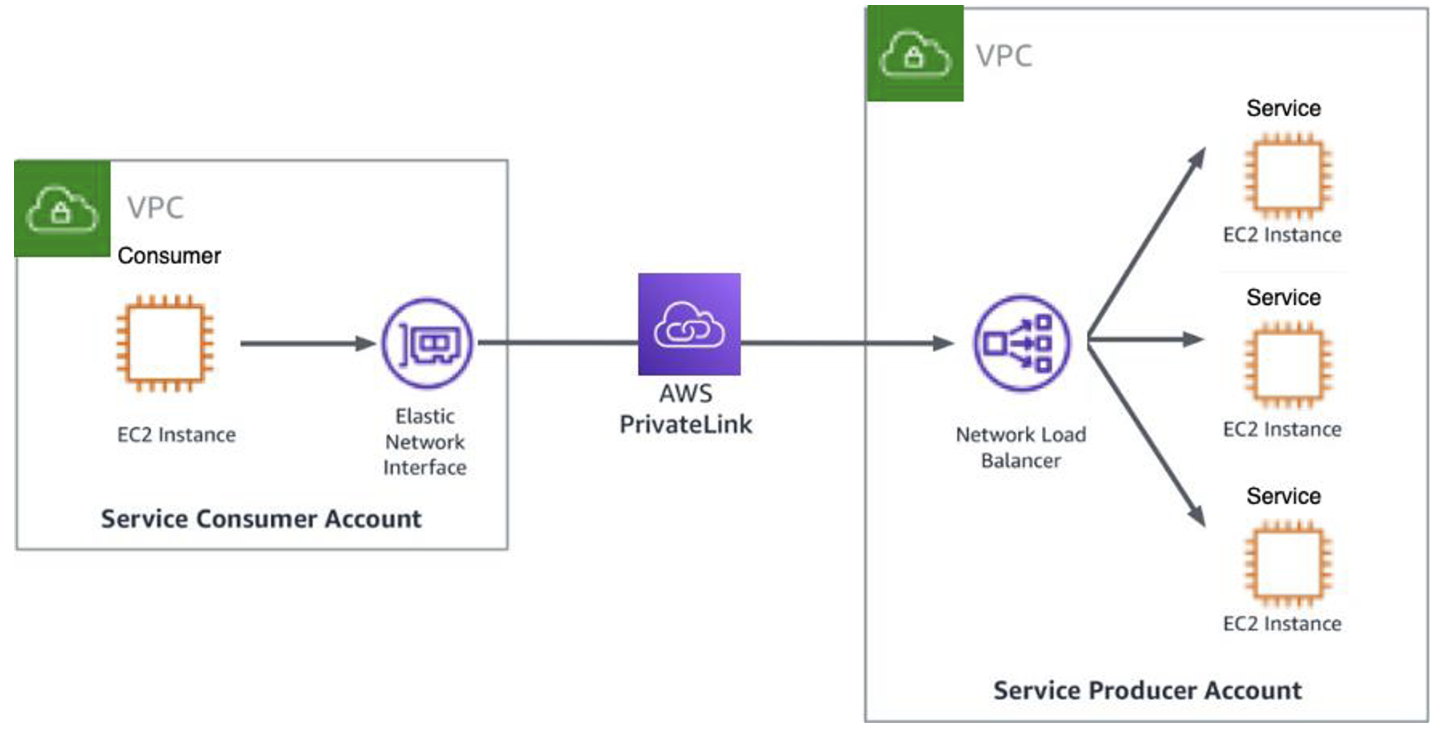 VPC
Consumer
EC2 Instance
Elastic
Network
Interface
Service Consumer Account
AWS
PrivateLink
VPC
Network Load
Balancer
Service
EC2 Instance
Service
EC2 Instance
Service
EC2 Instance
Service Producer Account